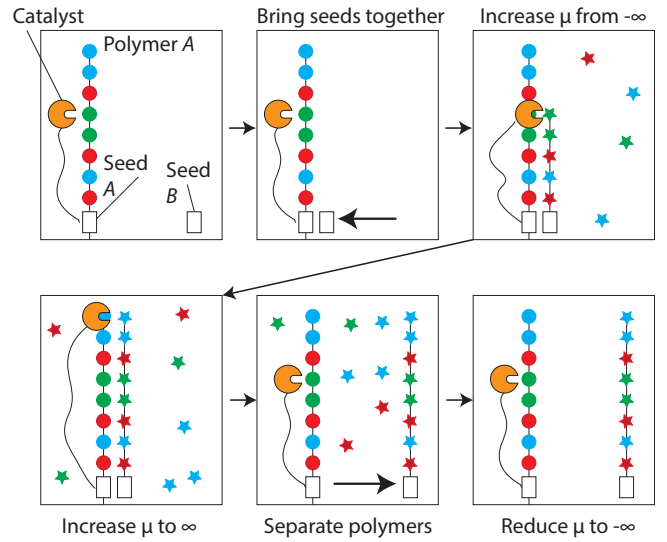 Catalyst
Polymer A
Seed
A
Seed
B
Bring seeds together
Increase μ from -∞
Increase μ to ∞
Separate polymers
Reduce μ to -∞